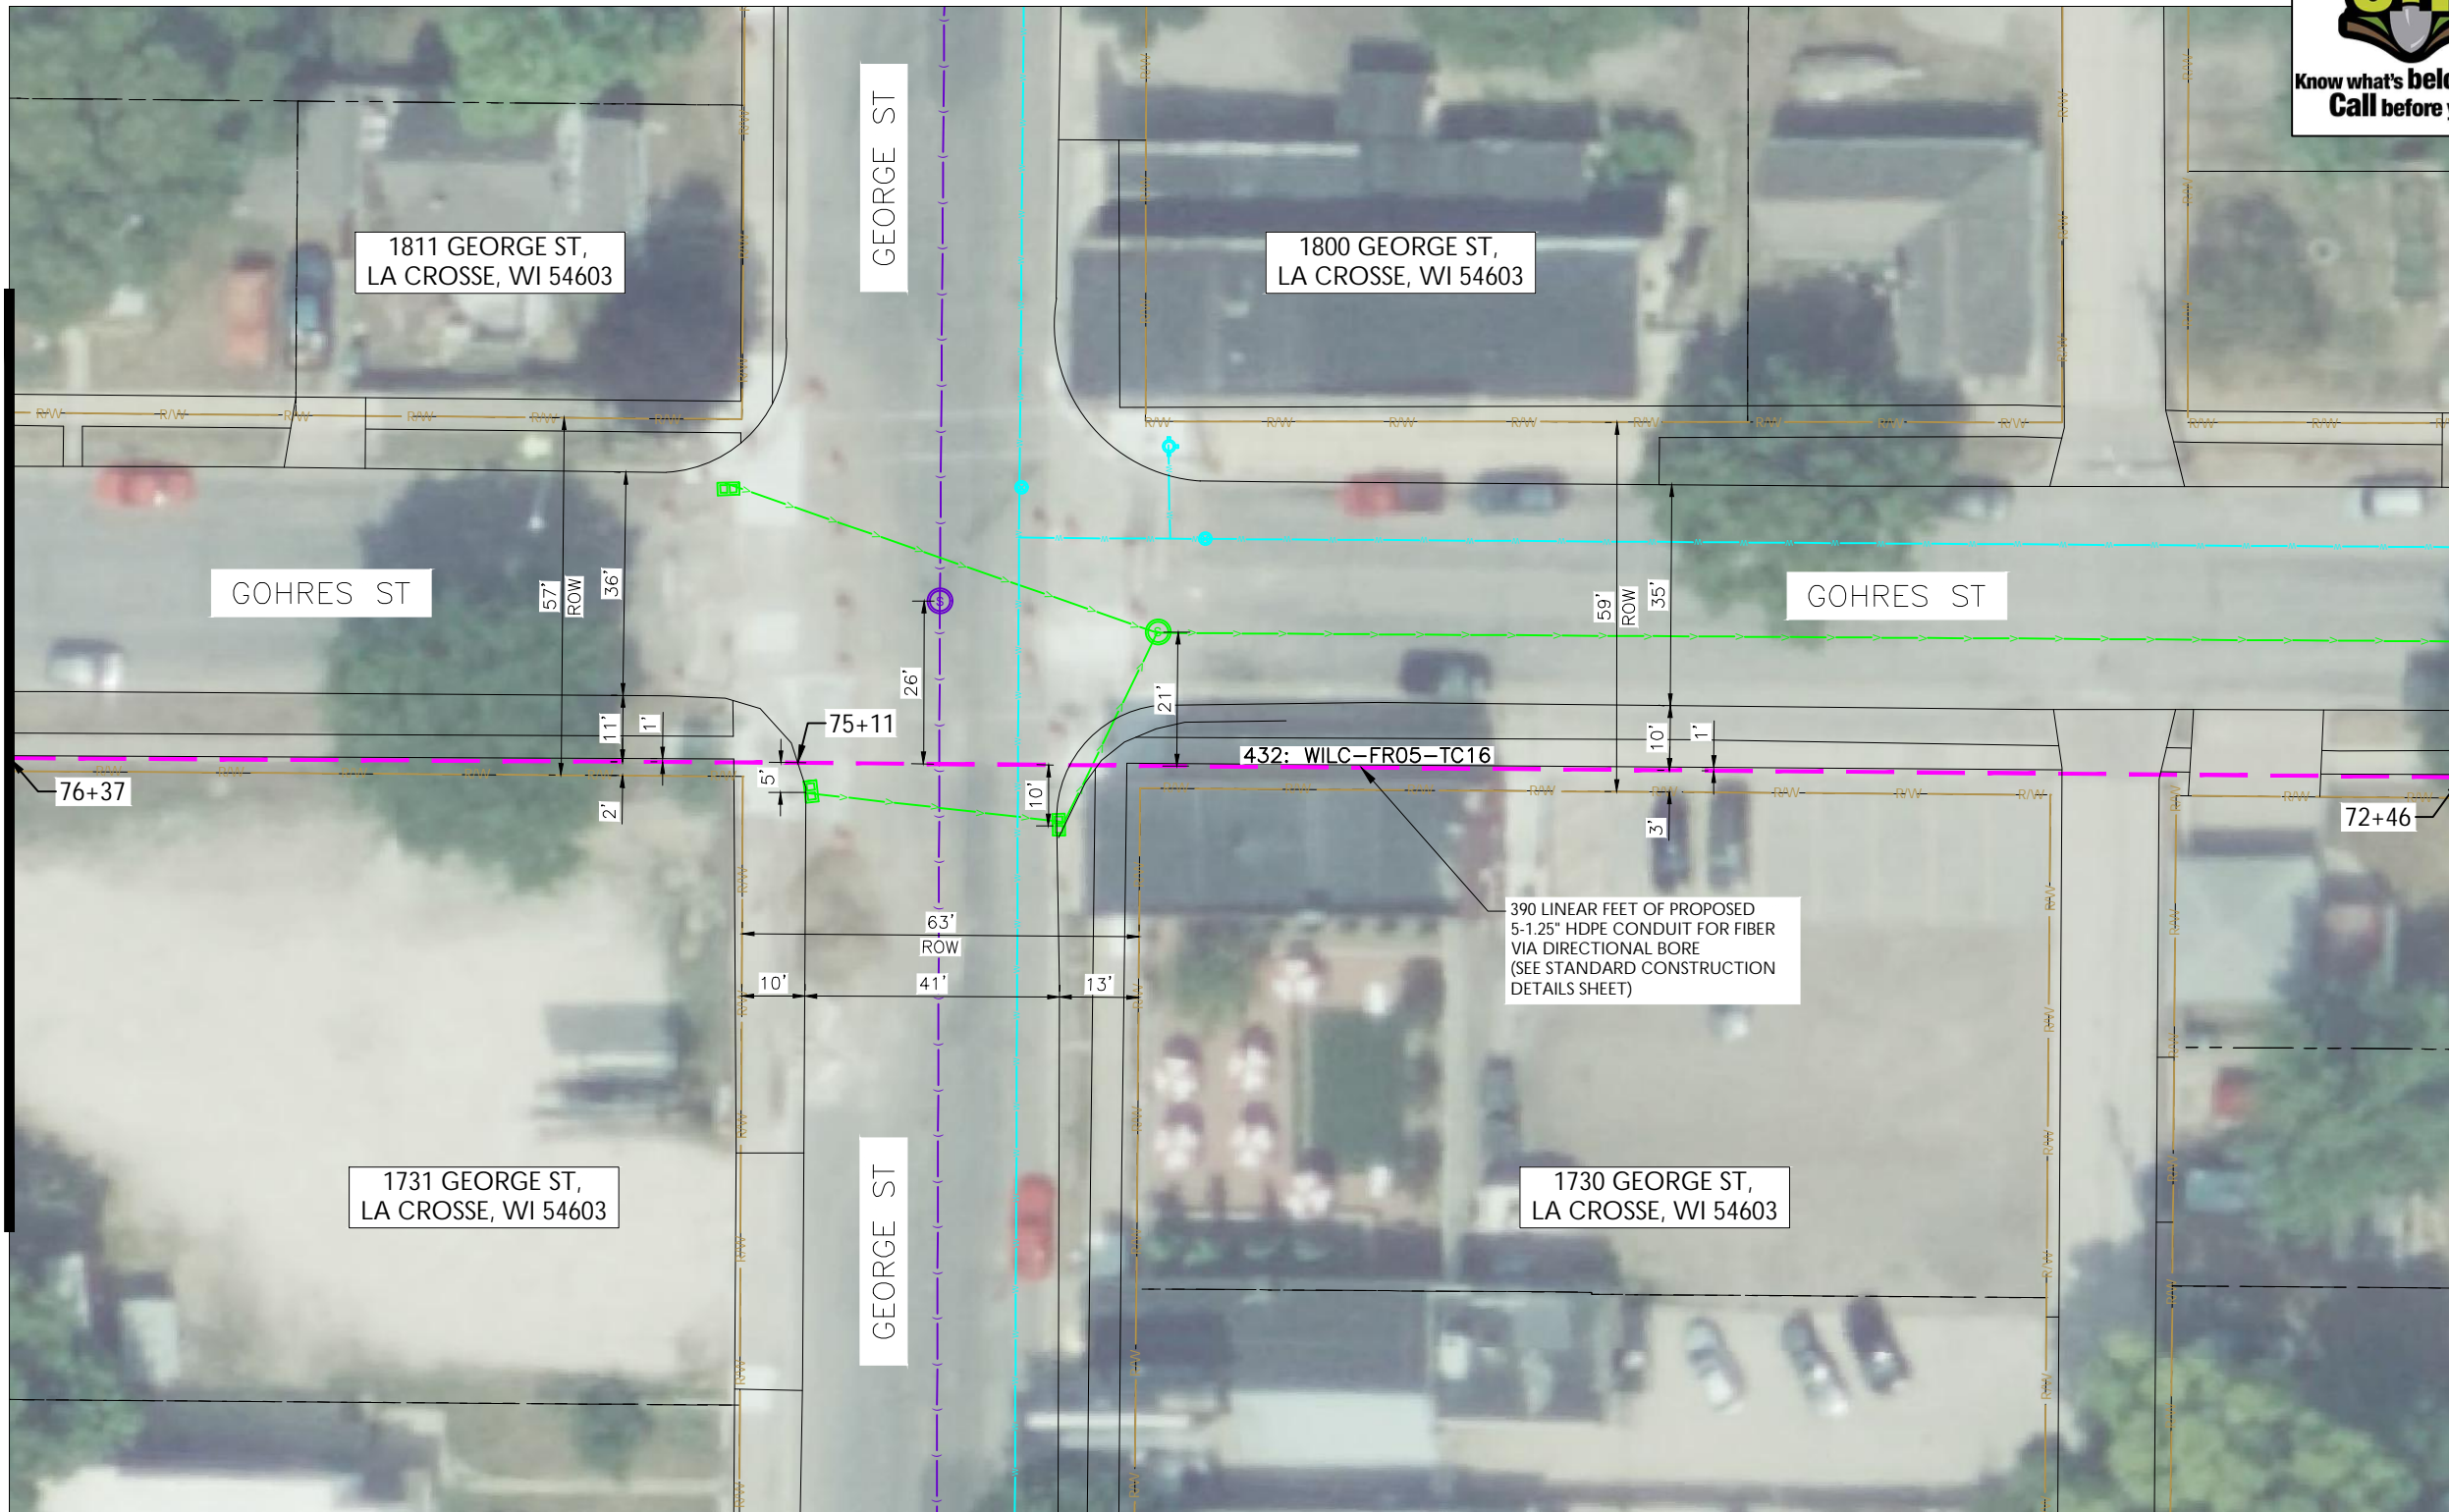 Know what's
Call before
GEORGE ST
1811 GEORGE ST,
LA CROSSE, WI 54603
1800 GEORGE ST,
LA CROSSE, WI 54603
R/W
GOHRES ST
57'
ROW
36'
59'
ROW
35'
GOHRES ST
26'
21'
11'
1'
75+11
10'
1'
432: WILC-FR05-TC16
76+37
5'
10'
2'
3'
72+46
63'
ROW
10'
41'
13'
390 LINEAR FEET OF PROPOSED
5-1.25" HDPE CONDUIT FOR FIBER
VIA DIRECTIONAL BORE
(SEE STANDARD CONSTRUCTION
DETAILS SHEET)
GEORGE ST
1731 GEORGE ST,
LA CROSSE, WI 54603
1730 GEORGE ST,
LA CROSSE, WI 54603